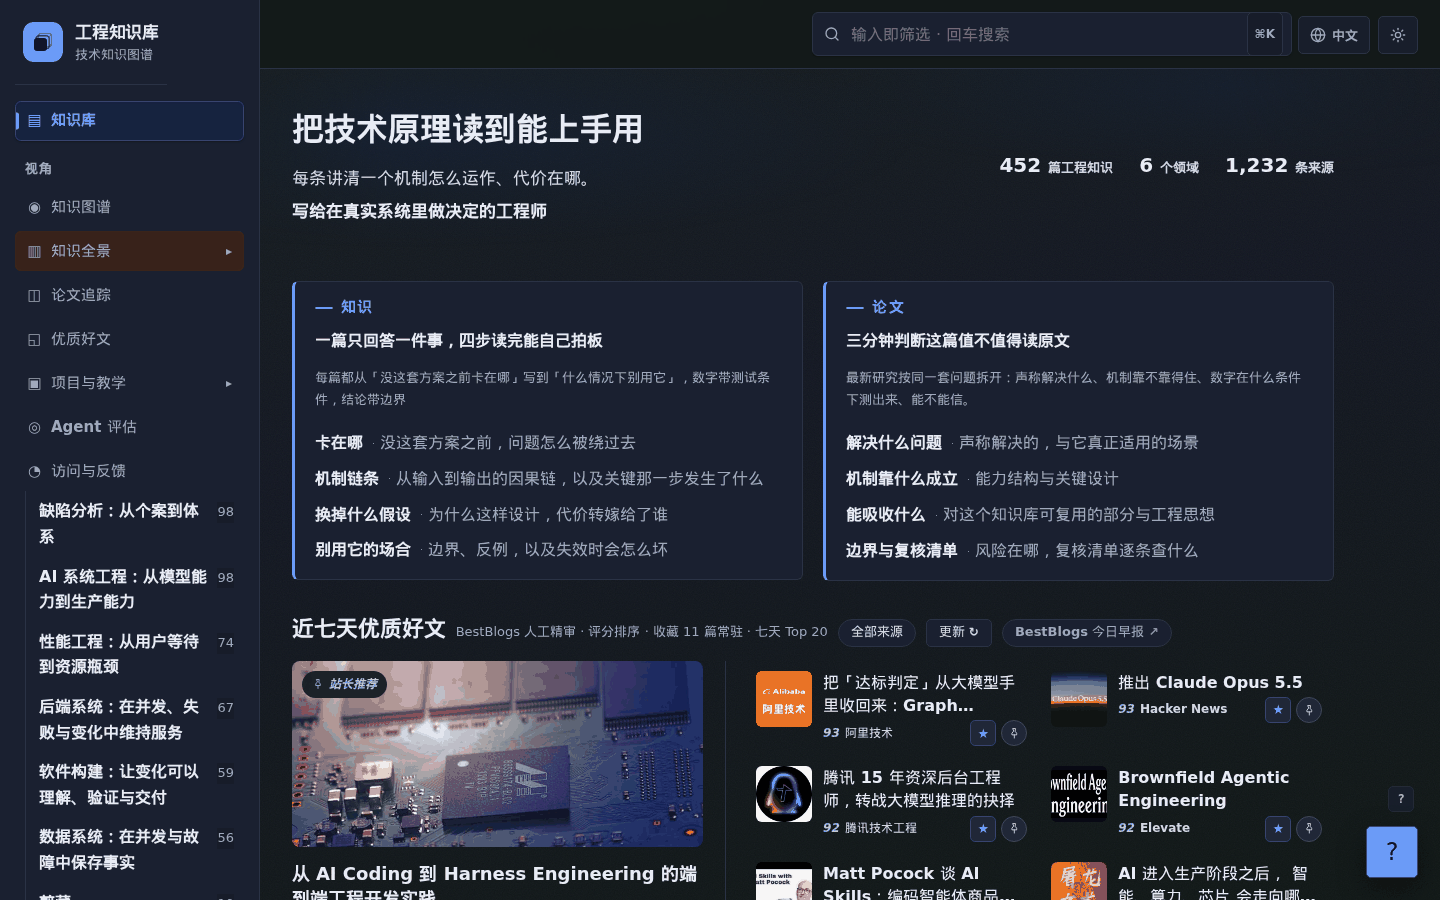 工程知识库
技术知识图谱
知识库
视角
知识图谱
知识全景
论文追踪
优质好文
项目与教学
Agent 评估
访问与反馈
缺陷分析：从个案到体系 98
AI 系统工程：从模型能力到生产能力 98
性能工程：从用户等待到资源瓶颈 74
后端系统：在并发、失败与变化中维持服务 67
软件构建：让变化可以理解、验证与交付 59
数据系统：在并发与故障中保存事实 56
输入即筛选 · 回车搜索
⌘K
中文
把技术原理读到能上手用
每条讲清一个机制怎么运作、代价在哪。
写给在真实系统里做决定的工程师
452 篇工程知识 6 个领域 1,232 条来源
— 知识
一篇只回答一件事，四步读完能自己拍板
每篇都从「没这套方案之前卡在哪」写到「什么情况下别用它」，数字带测试条件，结论带边界
卡在哪 · 没这套方案之前，问题怎么被绕过去
机制链条 · 从输入到输出的因果链，以及关键那一步发生了什么
换掉什么假设 · 为什么这样设计，代价转嫁给了谁
别用它的场合 · 边界、反例，以及失效时会怎么坏
— 论文
三分钟判断这篇值不值得读原文
最新研究按同一套问题拆开：声称解决什么、机制靠不靠得住、数字在什么条件下测出来、能不能信。
解决什么问题 · 声称解决的，与它真正适用的场景
机制靠什么成立 · 能力结构与关键设计
能吸收什么 · 对这个知识库可复用的部分与工程思想
边界与复核清单 · 风险在哪，复核清单逐条查什么
近七天优质好文 BestBlogs 人工精审 · 评分排序 · 收藏 11 篇常驻 · 七天 Top 20
全部来源
更新 ↻
BestBlogs 今日早报 ↗
站长推荐
从 AI Coding 到 Harness Engineering 的端到端工程开发实践
Alibaba
阿里技术
把「达标判定」从大模型手里收回来：Graph…
93 阿里技术
Claude Opus 5.5
推出 Claude Opus 5.5
93 Hacker News
腾讯 15 年资深后台工程师，转战大模型推理的抉择
92 腾讯技术工程
Brownfield Agentic Engineering
92 Elevate
Matt Pocock 谈 AI Skills：编码智能体商品…
AI 进入生产阶段之后， 智能、算力、芯片 会走向哪…
?
?